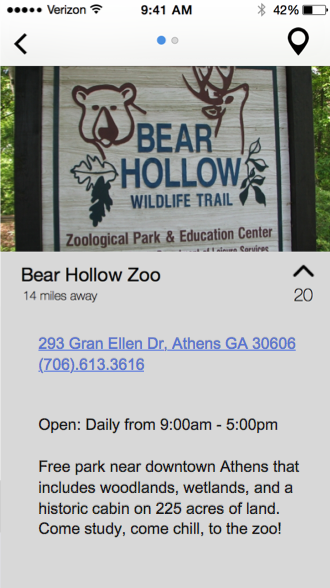 Verizon 9:41 AM 42%
BEAR
HOLLOW
WILDLIFE TRAIL
Zoological Park & Education Center
of Leisure Services
Bear Hollow Zoo
14 miles away
20
293 Gran Ellen Dr, Athens GA 30606
(706).613.3616
Open: Daily from 9:00am - 5:00pm
Free park near downtown Athens that
includes woodlands, wetlands, and a
historic cabin on 225 acres of land.
Come study, come chill, to the zoo!